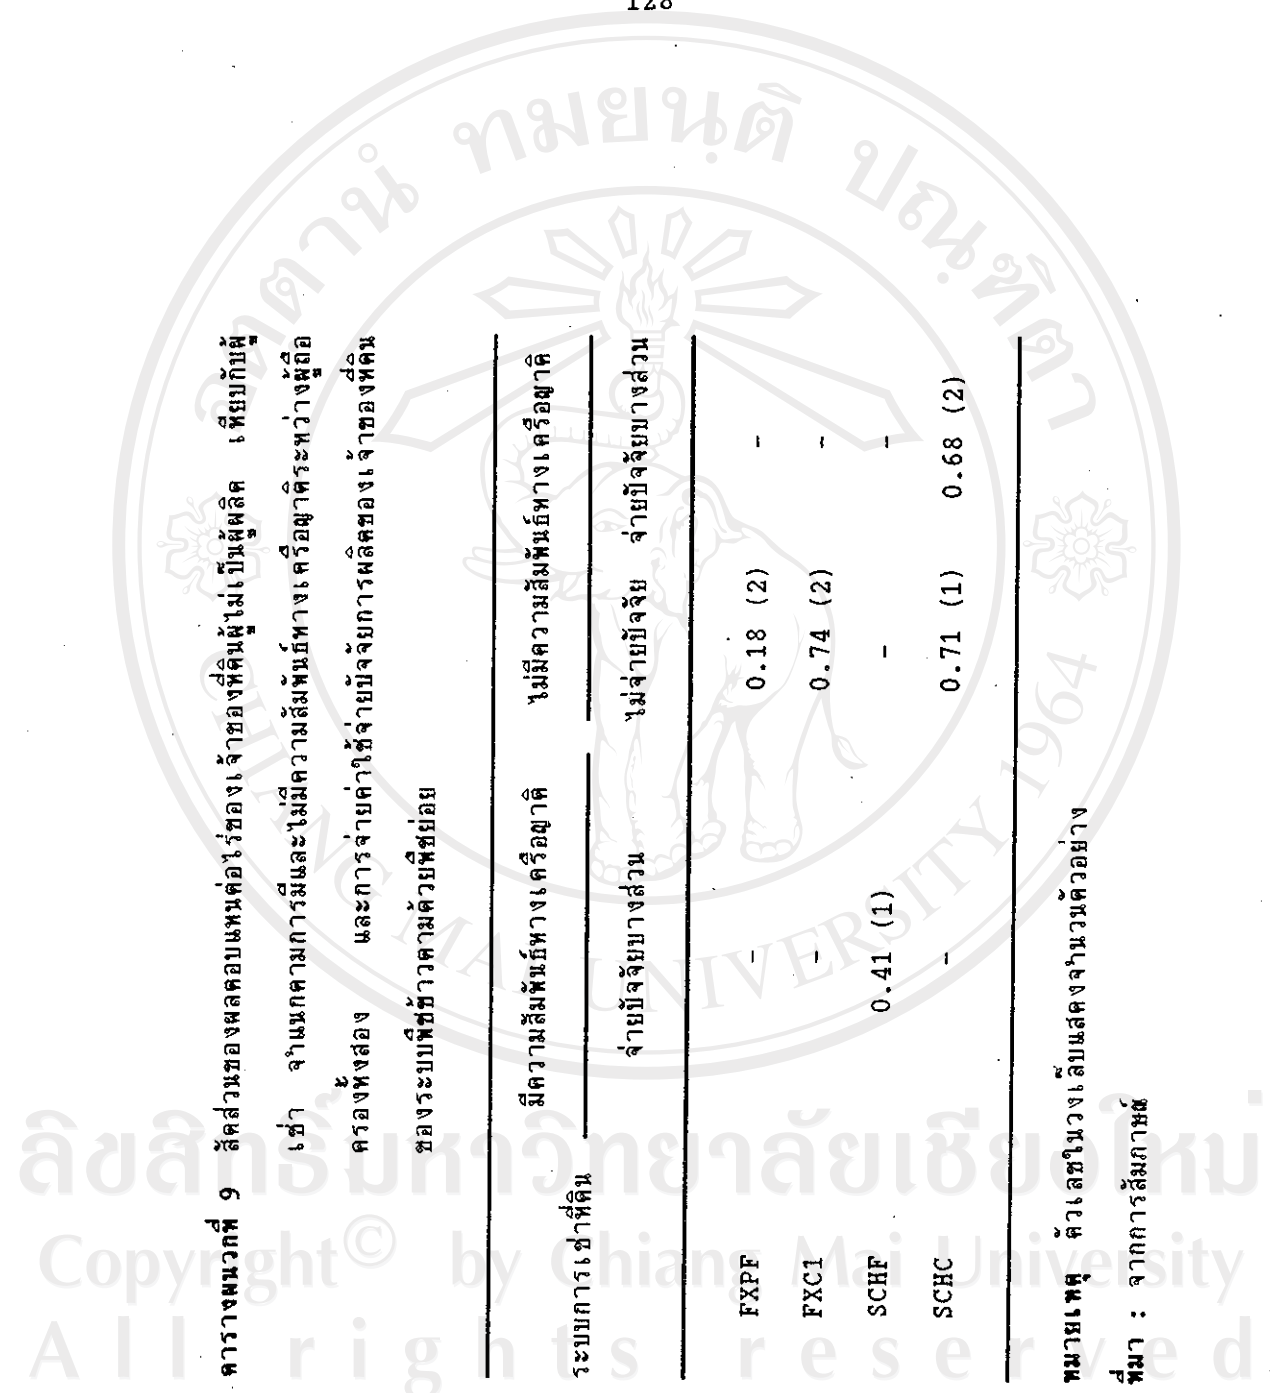 128
ตารางผนวกที่ 9 สัดส่วนของผลตอบแทนต่อไร่ของเจ้าของที่ดินผู้ไม่เป็นผู้ผลิต เทียบกับผู้
เช่า จำแนกตามการมีและไม่มีความสัมพันธ์ทางเครือญาติระหว่างผู้ถือ
ครองทั้งสอง และการจ่ายค่าใช้จ่ายปัจจัยการผลิตของเจ้าของที่ดิน
ของระบบพืชข้าวตามด้วยพืชย่อย
ระบบการเช่าที่ดิน มีความสัมพันธ์ทางเครือญาติ ไม่มีความสัมพันธ์ทางเครือญาติ
จ่ายปัจจัยบางส่วน ไม่จ่ายปัจจัย จ่ายปัจจัยบางส่วน
FXPF - 0.18 (2) -
FXC1 - 0.74 (2) -
SCHF 0.41 (1) - -
SCHC - 0.71 (1) 0.68 (2)
หมายเหตุ ตัวเลขในวงเล็บแสดงจำนวนตัวอย่าง
ที่มา : จากการสัมภาษณ์
ลิขสิทธิ์มหาวิทยาลัยเชียงใหม่
Copyright© by Chiang Mai University
All rights reserved
CHIANG MAI UNIVERSITY 1964
อตฺตานํ ทมยนฺติ ปณฺฑิตา